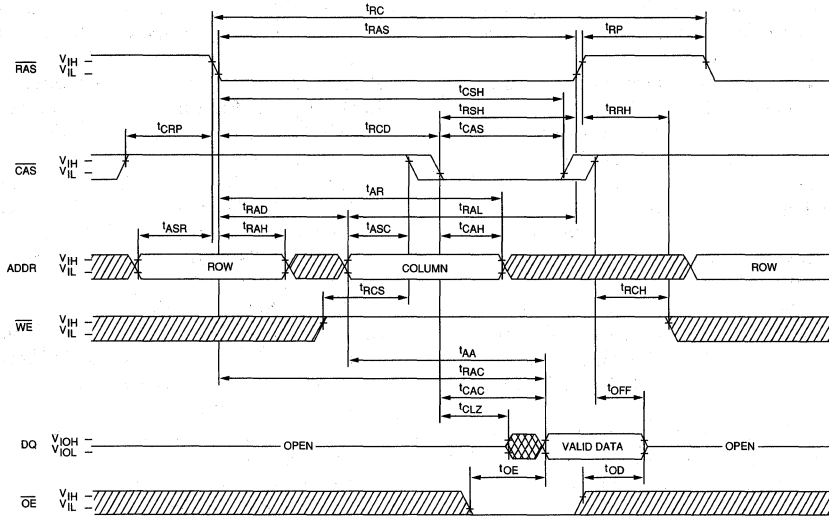 tRC
tRAS
tRP
RAS
VIH
VIL
tCSH
tRSH
tRRH
tCRP
tRCD
tCAS
CAS
VIH
VIL
tAR
tRAD
tRAL
tASR
tRAH
tASC
tCAH
ADDR
VIH
VIL
ROW
COLUMN
ROW
tRCS
tRCH
WE
VIH
VIL
tAA
tRAC
tCAC
tOFF
tCLZ
DQ
VIOH
VIOL
OPEN
VALID DATA
OPEN
tOE
tOD
OE
VIH
VIL